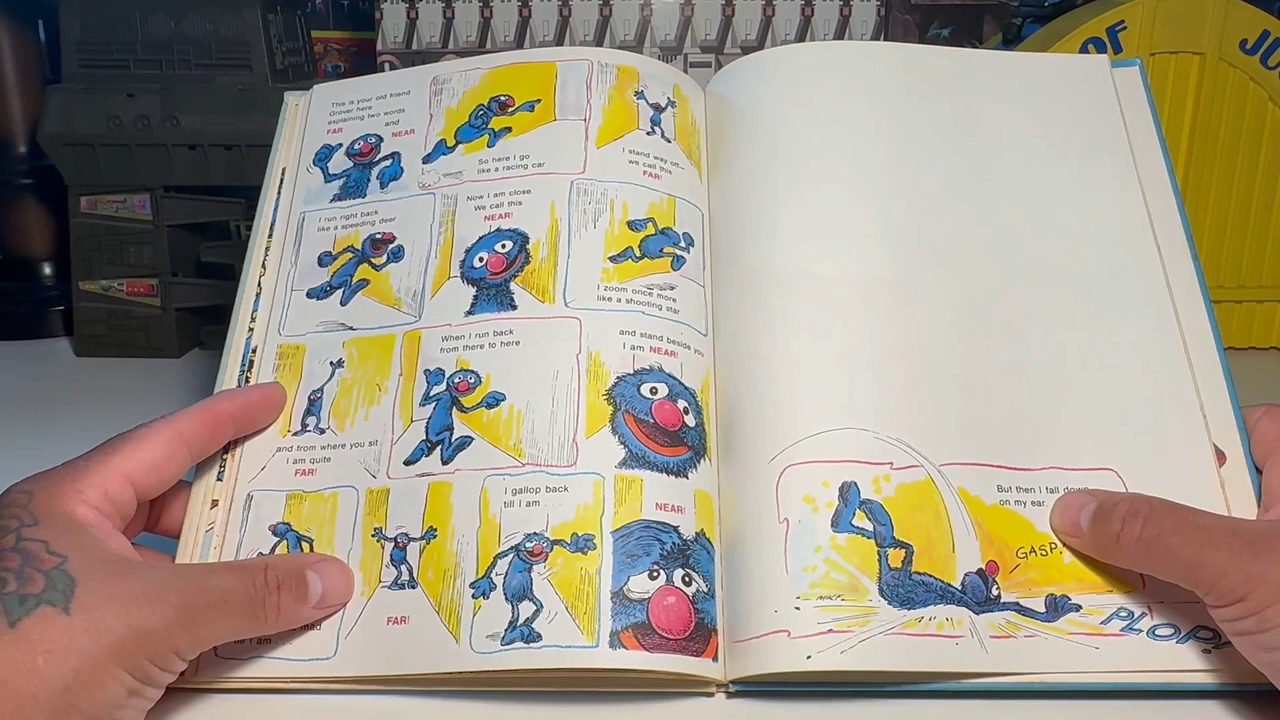 This is your old friend
Grover here
explaining two words
FAR and
NEAR
So here I go
like a racing car
I stand way off—
we call this
FAR!
I run right back
like a speeding deer
Now I am close.
We call this
NEAR!
I zoom once more
like a shooting star
and from where you sit
I am quite
FAR!
When I run back
from there to here
and stand beside you
I am NEAR!
till I am
FAR!
I gallop back
till I am . . .
NEAR!
But then I fall down
on my ear.
GASP.
MKF
PLOP!
OF